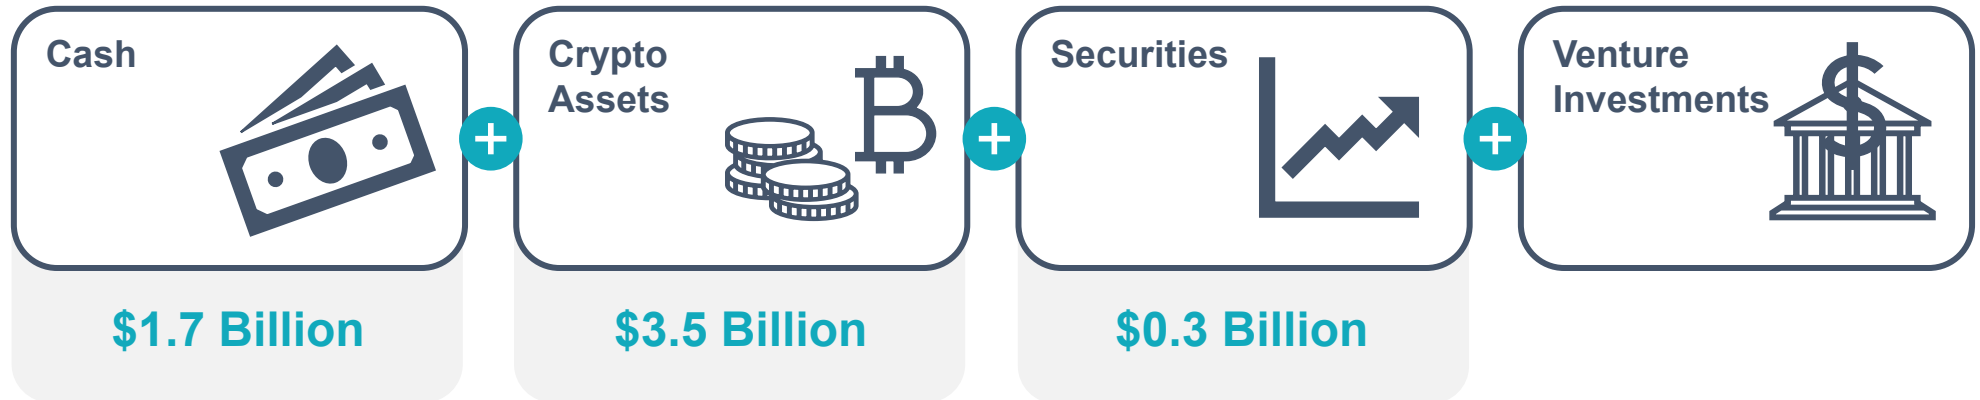 Cash
Crypto
Assets
Securities
Venture
Investments
+
+
+
$1.7 Billion
$3.5 Billion
$0.3 Billion